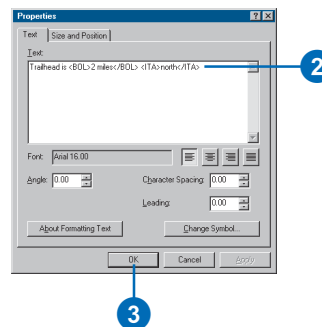 Properties
Text Size and Position
Text:
Trailhead is <BOL>2 miles</BOL> <ITA>north</ITA>
2
Font: Arial 16.00
Angle: 0.00 Character Spacing: 0.00
Leading: 0.00
About Formatting Text Change Symbol...
OK Cancel Apply
3